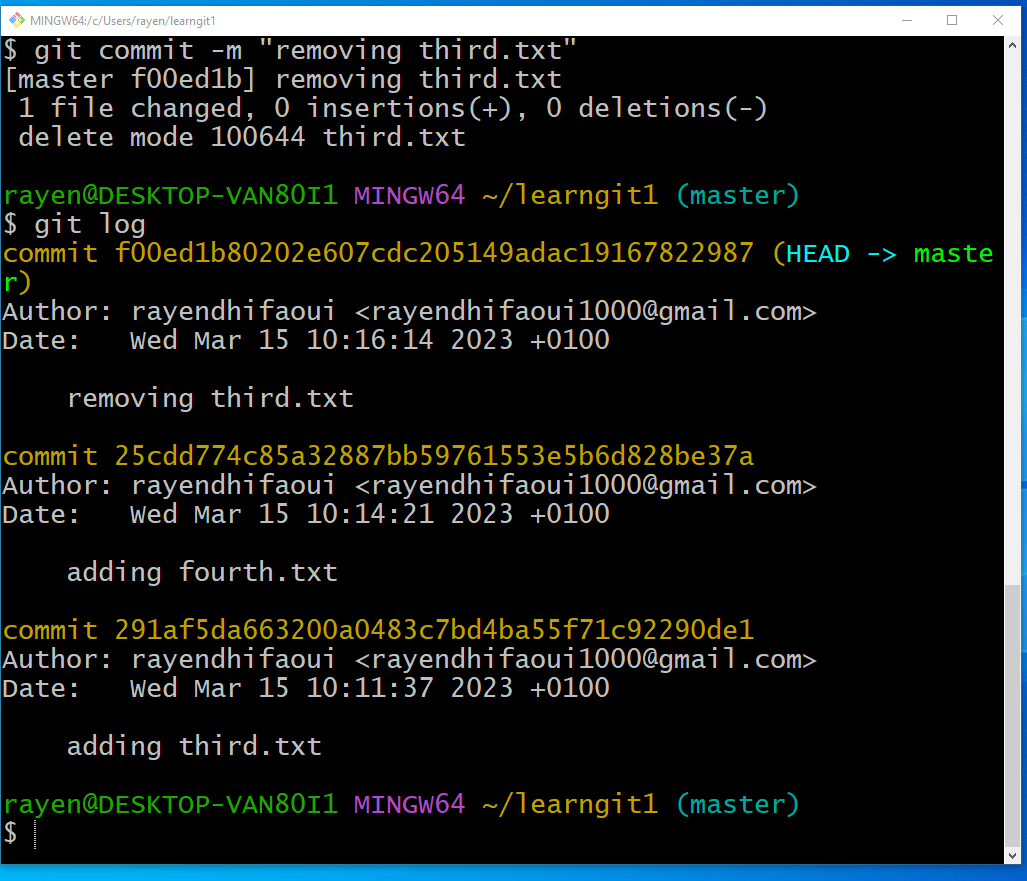 MINGW64:/c/Users/rayen/learngit1
$ git commit -m "removing third.txt"
[master f00ed1b] removing third.txt
 1 file changed, 0 insertions(+), 0 deletions(-)
 delete mode 100644 third.txt
rayen@DESKTOP-VAN80I1 MINGW64 ~/learngit1 (master)
$ git log
commit f00ed1b80202e607cdc205149adac19167822987 (HEAD -> maste
r)
Author: rayendhifaoui <rayendhifaoui1000@gmail.com>
Date:   Wed Mar 15 10:16:14 2023 +0100
    removing third.txt
commit 25cdd774c85a32887bb59761553e5b6d828be37a
Author: rayendhifaoui <rayendhifaoui1000@gmail.com>
Date:   Wed Mar 15 10:14:21 2023 +0100
    adding fourth.txt
commit 291af5da663200a0483c7bd4ba55f71c92290de1
Author: rayendhifaoui <rayendhifaoui1000@gmail.com>
Date:   Wed Mar 15 10:11:37 2023 +0100
    adding third.txt
rayen@DESKTOP-VAN80I1 MINGW64 ~/learngit1 (master)
$